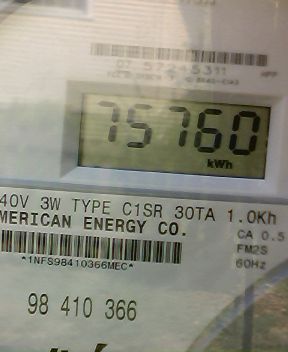 75760
kWh
40V 3W TYPE C1SR 30TA 1.0Kh
MERICAN ENERGY CO.
CA 0.5
FM2S
60Hz
*1NFS98410366MEC*
98 410 366